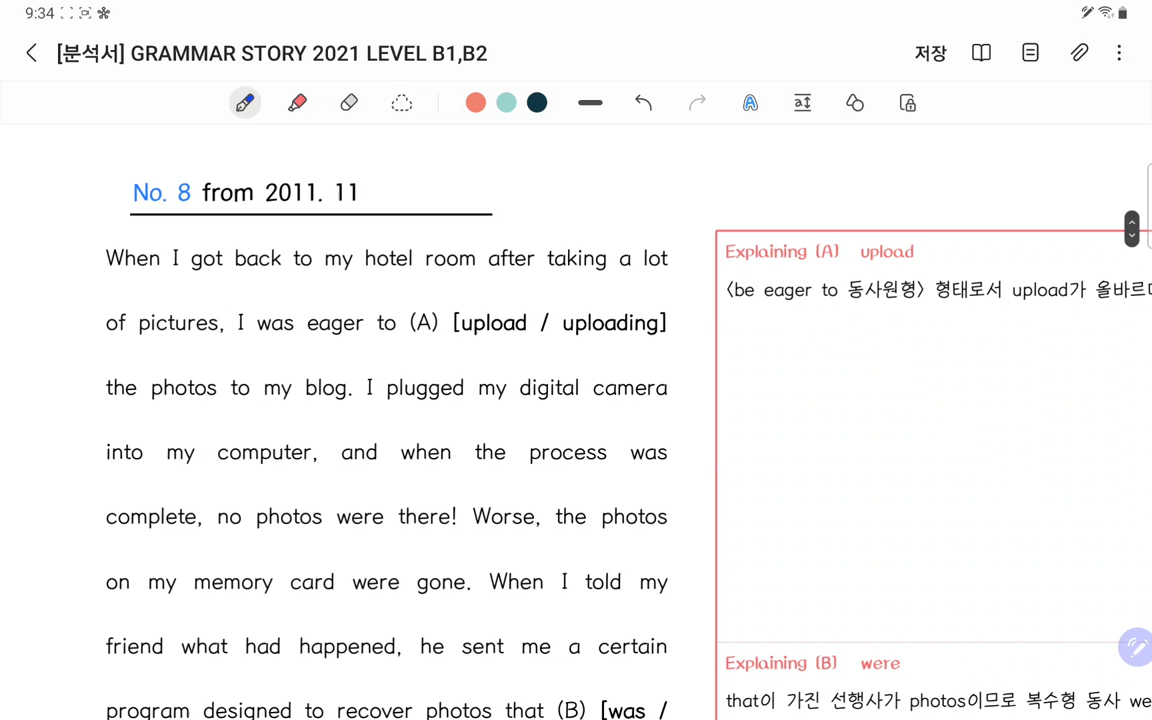 9:34
[분석서] GRAMMAR STORY 2021 LEVEL B1,B2
저장
No. 8 from 2011. 11
When I got back to my hotel room after taking a lot
of pictures, I was eager to (A) [upload / uploading]
the photos to my blog. I plugged my digital camera
into my computer, and when the process was
complete, no photos were there! Worse, the photos
on my memory card were gone. When I told my
friend what had happened, he sent me a certain
program designed to recover photos that (B) [was /
Explaining (A) upload
<be eager to 동사원형> 형태로서 upload가
Explaining (B) were
that이 가진 선행사가 photos이므로 복수형 동사 we